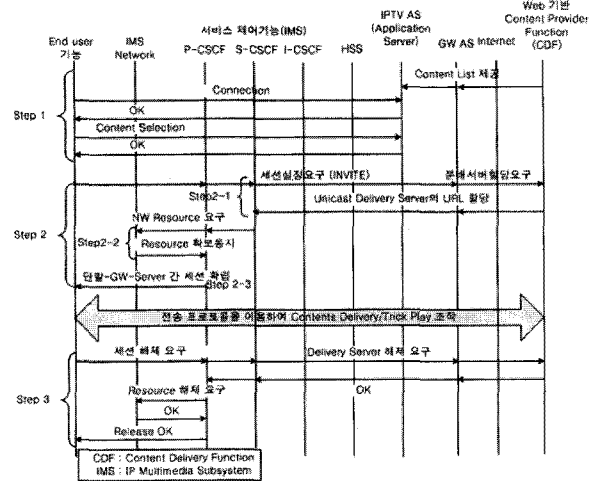 End user
기능
IMS
Network
서비스 제어기능(IMS)
P-CSCF S-CSCF I-CSCF
HSS
IPTV AS
(Application
Server)
GW AS
Internet
Web 기반
Content Provider
Function
(CDF)
Content List 제공
Step 1
Connection
OK
Content Selection
OK
Step 2
세션설정요구 (INVITE)
분배서버할당요구
Step2-1
Unicast Delivery Server의 URL 할당
NW Resource 요구
Step2-2
Resource 확보통지
단말-GW-Server 간 세션 확립
Step 2-3
전송 프로토콜을 이용하여 Contents Delivery/Trick Play 조작
Step 3
세션 해제 요구
Delivery Server 해제 요구
OK
Resource 해제 요구
OK
Release OK
CDF : Content Delivery Function
IMS : IP Multimedia Subsystem